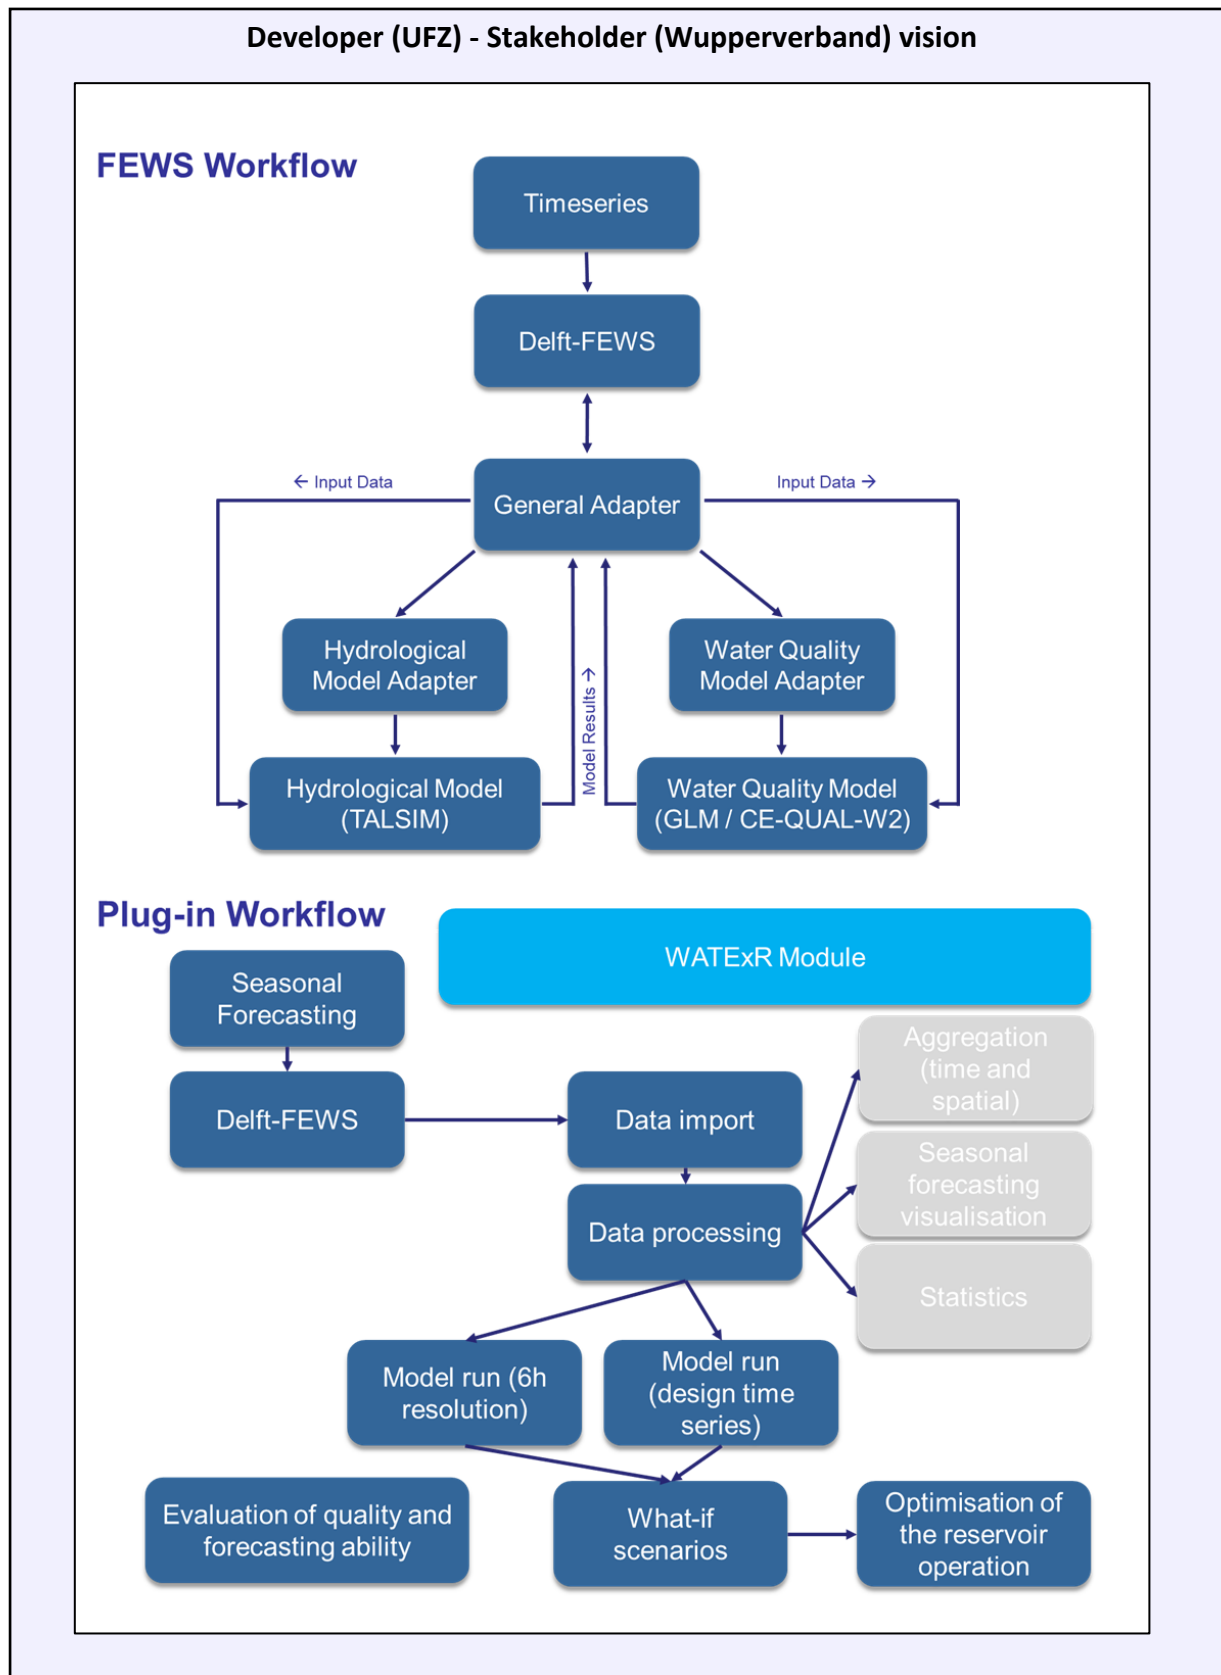 Developer (UFZ) - Stakeholder (Wupperverband) vision
FEWS Workflow
Timeseries
Delft-FEWS
← Input Data
Input Data →
General Adapter
Hydrological
Model Adapter
Water Quality
Model Adapter
Model Results →
Hydrological Model
(TALSIM)
Water Quality Model
(GLM / CE-QUAL-W2)
Plug-in Workflow
WATExR Module
Seasonal
Forecasting
Aggregation
(time and
spatial)
Delft-FEWS
Data import
Seasonal
forecasting
visualisation
Data processing
Statistics
Model run (6h
resolution)
Model run
(design time
series)
Evaluation of quality and
forecasting ability
What-if
scenarios
Optimisation of
the reservoir
operation